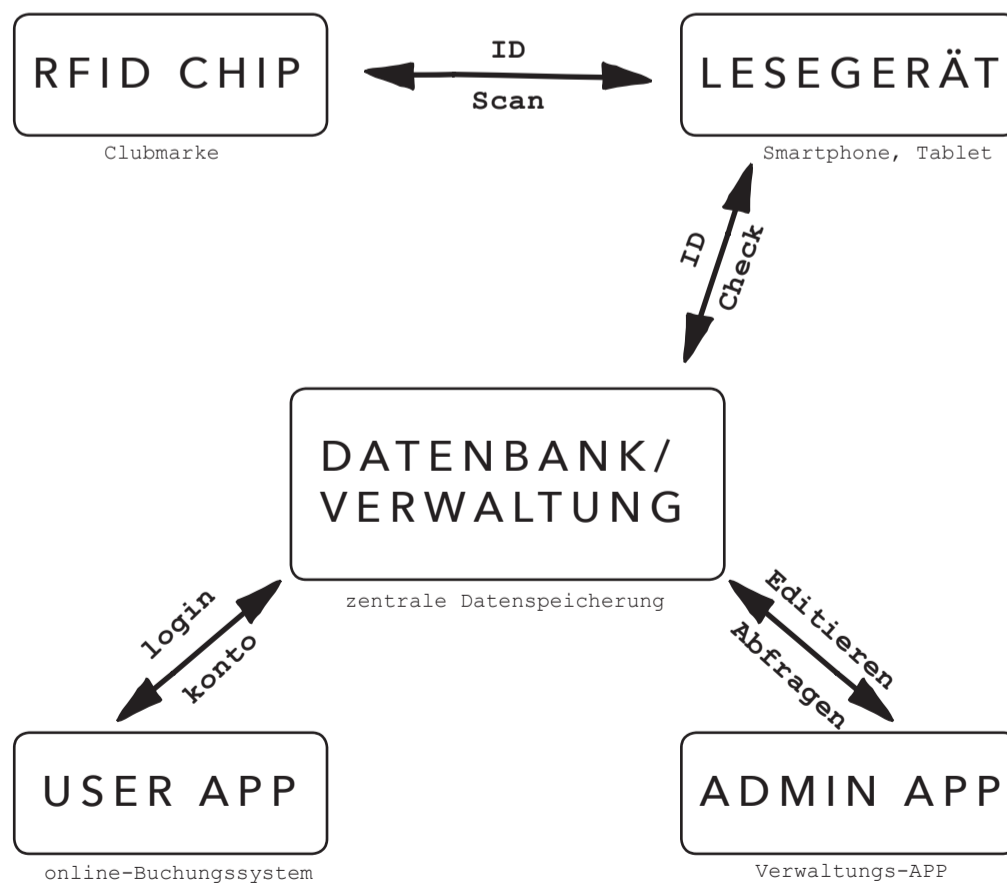 RFID CHIP
ID
Scan
LESEGERÄT
Clubmarke
Smartphone, Tablet
ID
Check
DATENBANK/
VERWALTUNG
zentrale Datenspeicherung
login
konto
Editieren
Abfragen
USER APP
ADMIN APP
online-Buchungssystem
Verwaltungs-APP